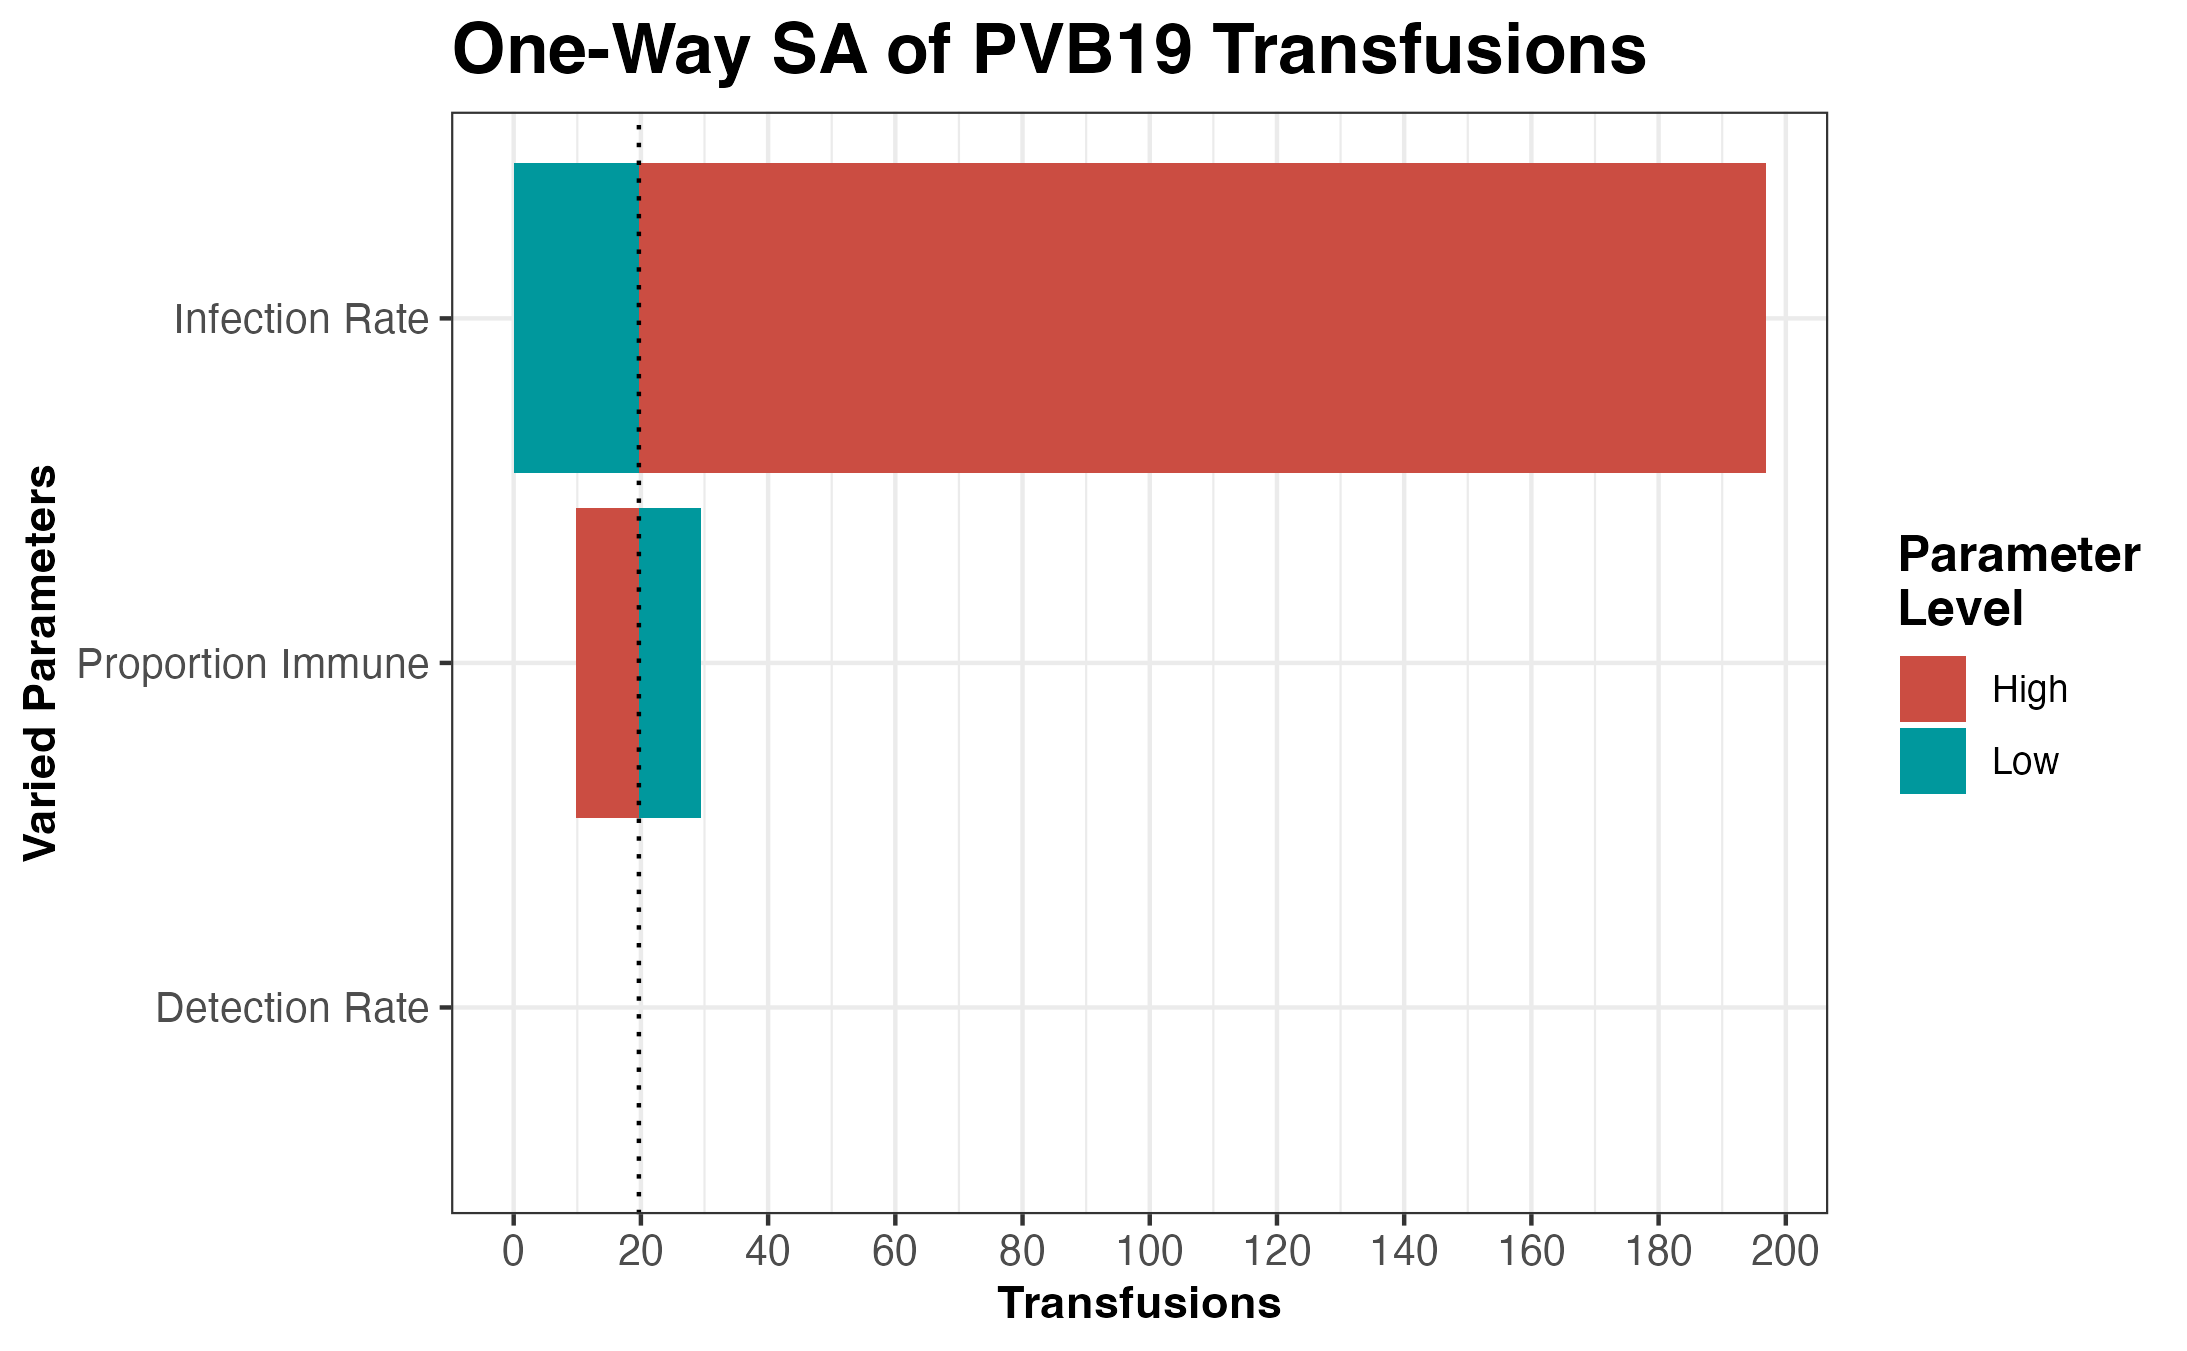 One-Way SA of PVB19 Transfusions
Varied Parameters
Infection Rate
Proportion Immune
Detection Rate
0 20 40 60 80 100 120 140 160 180 200
Transfusions
Parameter
Level
High
Low